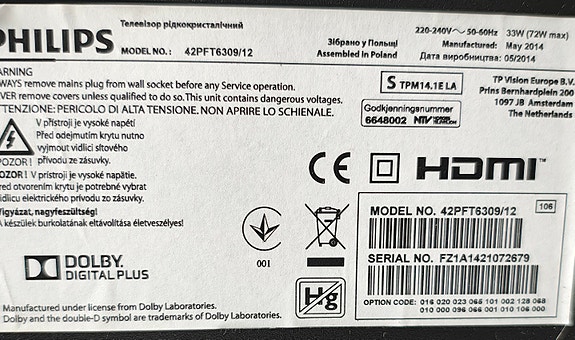 Телевізор рідкокристалічний
PHILIPS
MODEL NO.: 42PFT6309/12
Зібрано у Польщі
Assembled in Poland
220-240V~ 50-60Hz 33W (72W max)
Manufactured: May 2014
Дата виробництва: 05/2014
ARNING
WAYS remove mains plug from wall socket before any Service operation.
VER remove covers unless qualified to do so. This unit contains dangerous voltages.
TTENZIONE: PERICOLO DI ALTA TENSIONE, NON APRIRE LO SCHIENALE.
V přístroji je vysoké napětí
Před odejmutím krytu nutno
vyjmout vidlici síťového
POZOR ! přívodu ze zásuvky.
POZOR! V prístroji je vysoké napätie.
red otvorením krytu je potrebné vybrať
idlicu elektrického prívodu zo zásuvky.
igyázat, nagyfeszültség!
készülék burkolatának eltávolítása életveszélyes!
S TPM14.1E LA
Godkjenningsnummer
6648002 NTV
TP Vision Europe B.V.
Prins Bernhardplein 200
1097 JB Amsterdam
The Netherlands
CE HDMI
001
DOLBY
DIGITAL PLUS
Hg
MODEL NO. 42PFT6309/12
106
SERIAL NO. FZ1A1421072679
OPTION CODE: 016 020 023 065 101 002 128 068
010 000 096 066 001 030 000 000
Manufactured under license from Dolby Laboratories.
Dolby and the double-D symbol are trademarks of Dolby Laboratories.